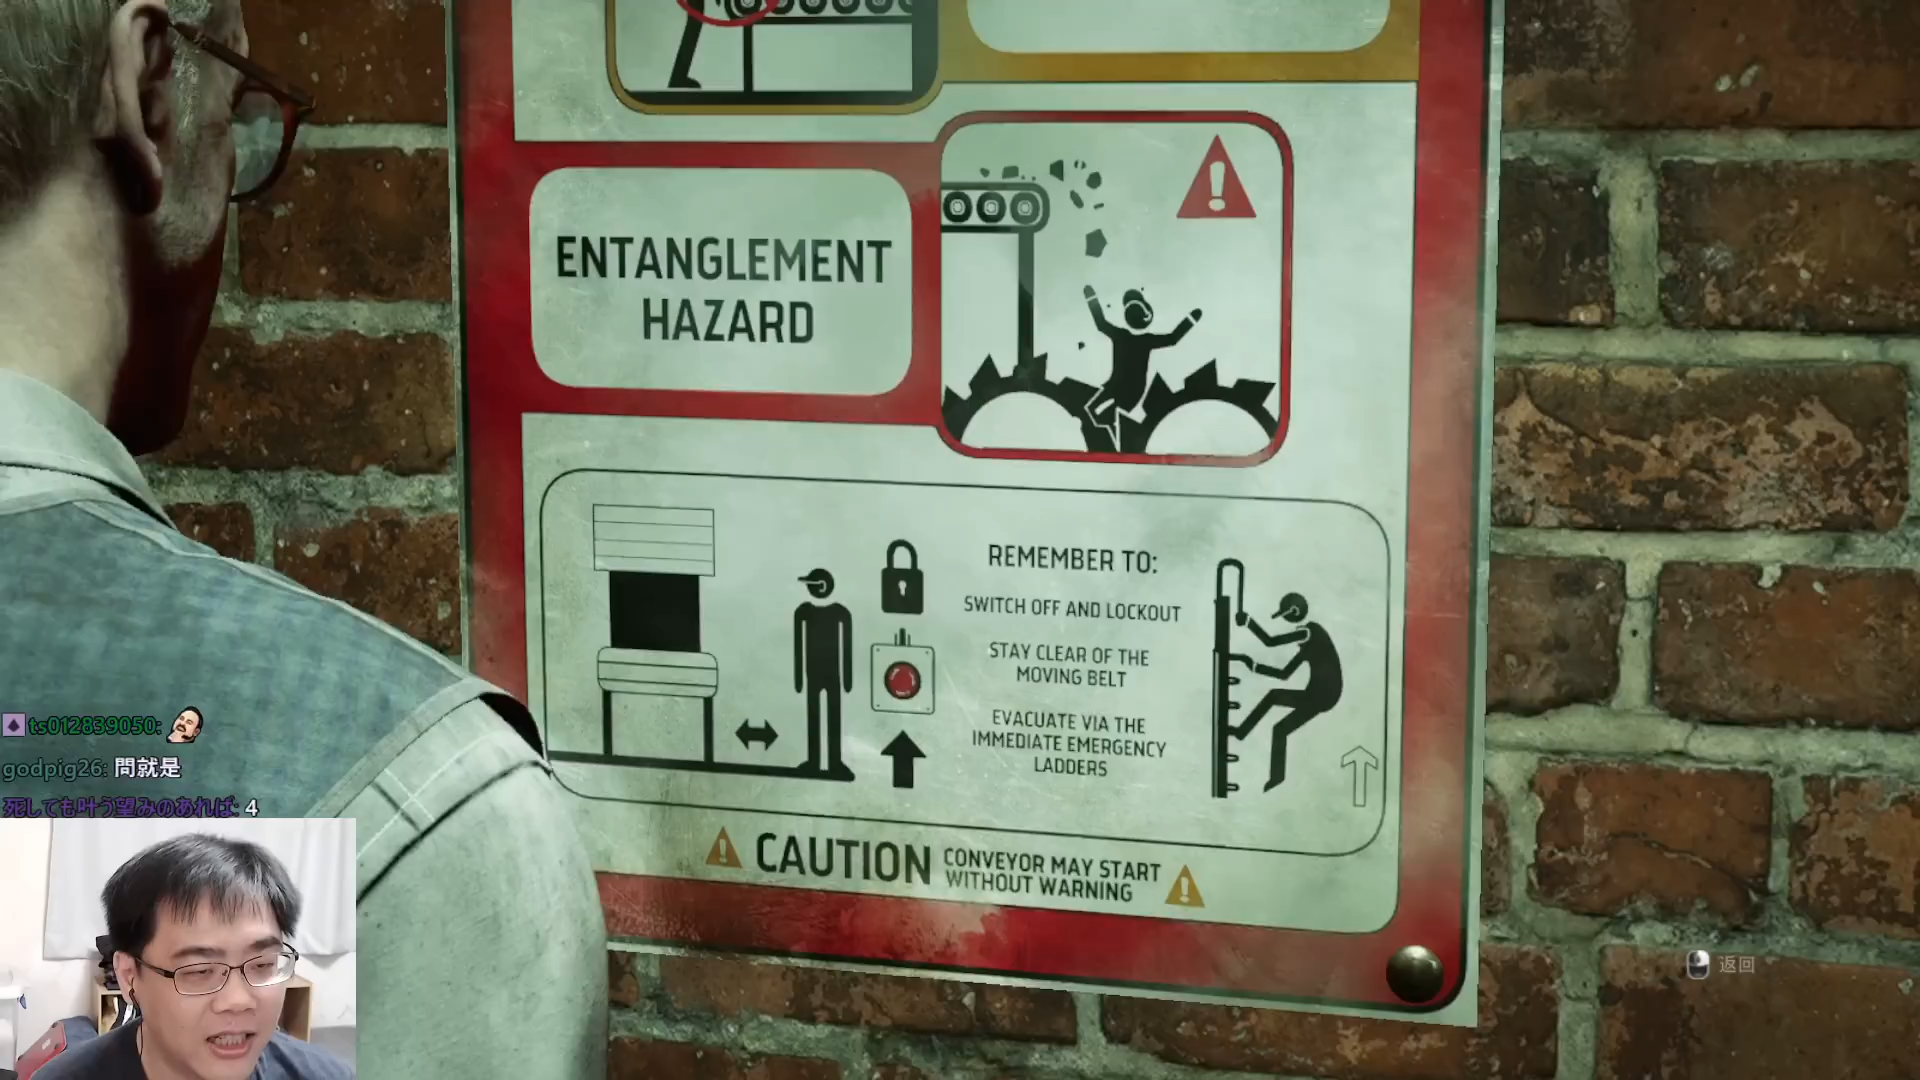 ENTANGLEMENT
HAZARD
REMEMBER TO:
SWITCH OFF AND LOCKOUT
STAY CLEAR OF THE
MOVING BELT
EVACUATE VIA THE
IMMEDIATE EMERGENCY
LADDERS
CAUTION
CONVEYOR MAY START
WITHOUT WARNING
ts012839050:
godpig26: 問就是
死しても叶う望みのあれば: 4
返回